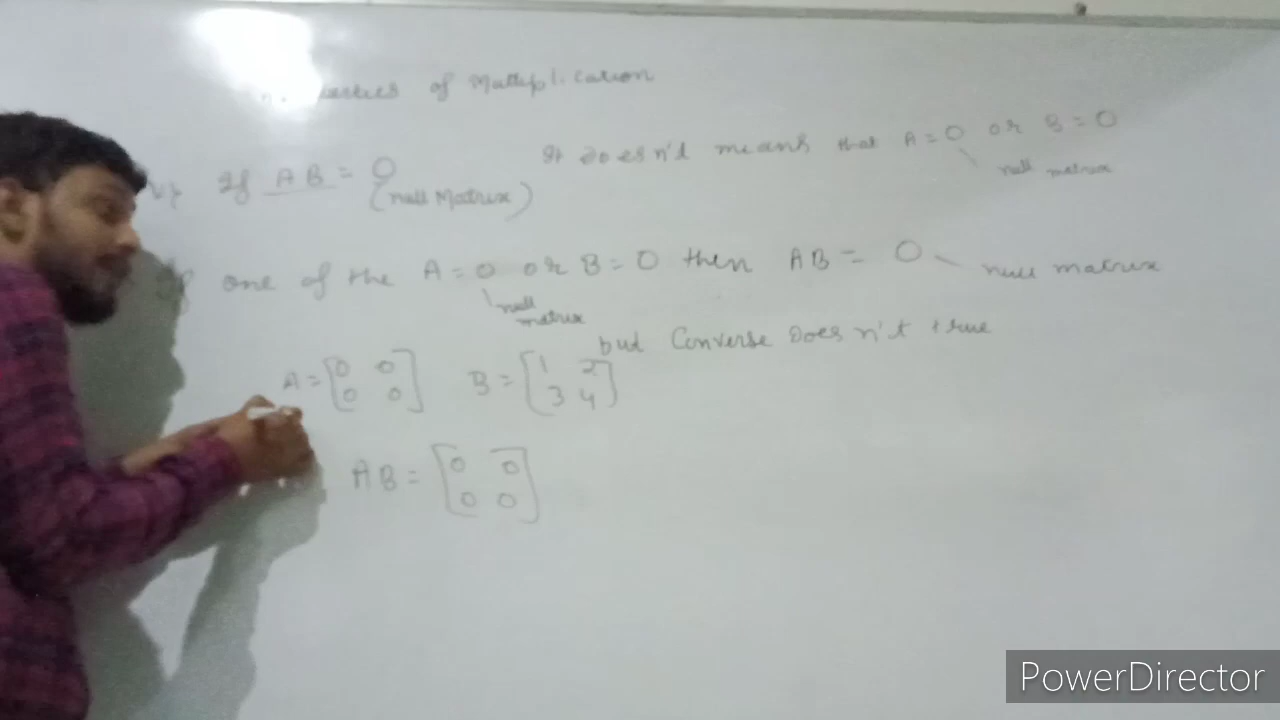 of Multiplication
If AB = O It does n't means that A = O or B = O
(null Matrix) null matrix
If one of the A = O or B = O then AB = O null matrix
null matrix
but Converse does n't true
A = [0 0 0 0] B = [1 2 3 4]
AB = [0 0 0 0]
PowerDirector